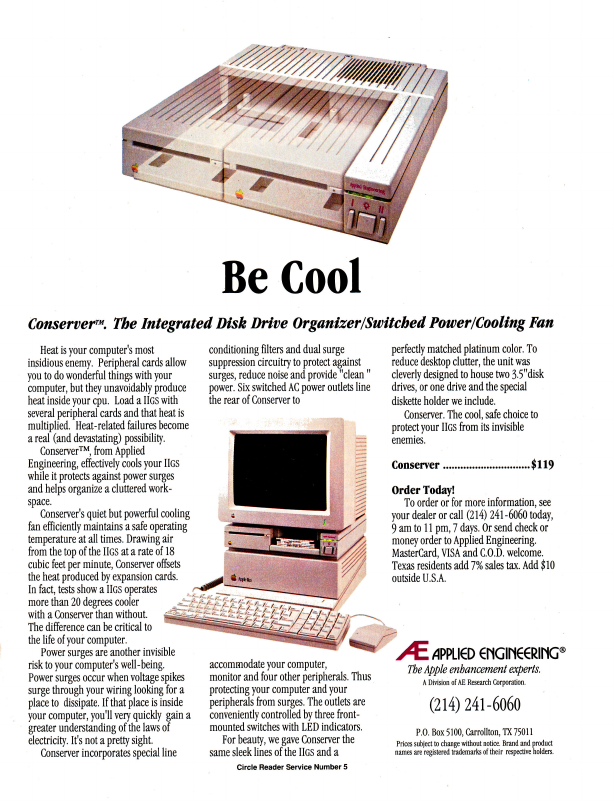 Applied Engineering
Be Cool
Conserver™. The Integrated Disk Drive Organizer/Switched Power/Cooling Fan
Heat is your computer's most
insidious enemy. Peripheral cards allow
you to do wonderful things with your
computer, but they unavoidably produce
heat inside your cpu. Load a IIGS with
several peripheral cards and that heat is
multiplied. Heat-related failures become
a real (and devastating) possibility.
Conserver™, from Applied
Engineering, effectively cools your IIGS
while it protects against power surges
and helps organize a cluttered work-
space.
Conserver's quiet but powerful cooling
fan efficiently maintains a safe operating
temperature at all times. Drawing air
from the top of the IIGS at a rate of 18
cubic feet per minute, Conserver offsets
the heat produced by expansion cards.
In fact, tests show a IIGS operates
more than 20 degrees cooler
with a Conserver than without.
The difference can be critical to
the life of your computer.
Power surges are another invisible
risk to your computer's well-being.
Power surges occur when voltage spikes
surge through your wiring looking for a
place to dissipate. If that place is inside
your computer, you'll very quickly gain a
greater understanding of the laws of
electricity. It's not a pretty sight.
Conserver incorporates special line
conditioning filters and dual surge
suppression circuitry to protect against
surges, reduce noise and provide "clean "
power. Six switched AC power outlets line
the rear of Conserver to
accommodate your computer,
monitor and four other peripherals. Thus
protecting your computer and your
peripherals from surges. The outlets are
conveniently controlled by three front-
mounted switches with LED indicators.
For beauty, we gave Conserver the
same sleek lines of the IIGS and a
perfectly matched platinum color. To
reduce desktop clutter, the unit was
cleverly designed to house two 3.5"disk
drives, or one drive and the special
diskette holder we include.
Conserver. The cool, safe choice to
protect your IIGS from its invisible
enemies.
Conserver ..............................$119
Order Today!
To order or for more information, see
your dealer or call (214) 241-6060 today,
9 am to 11 pm, 7 days. Or send check or
money order to Applied Engineering.
MasterCard, VISA and C.O.D. welcome.
Texas residents add 7% sales tax. Add $10
outside U.S.A.
Æ APPLIED ENGINEERING®
The Apple enhancement experts.
A Division of AE Research Corporation.
(214) 241-6060
P.O. Box 5100, Carrollton, TX 75011
Prices subject to change without notice. Brand and product
names are registered trademarks of their respective holders.
Circle Reader Service Number 5